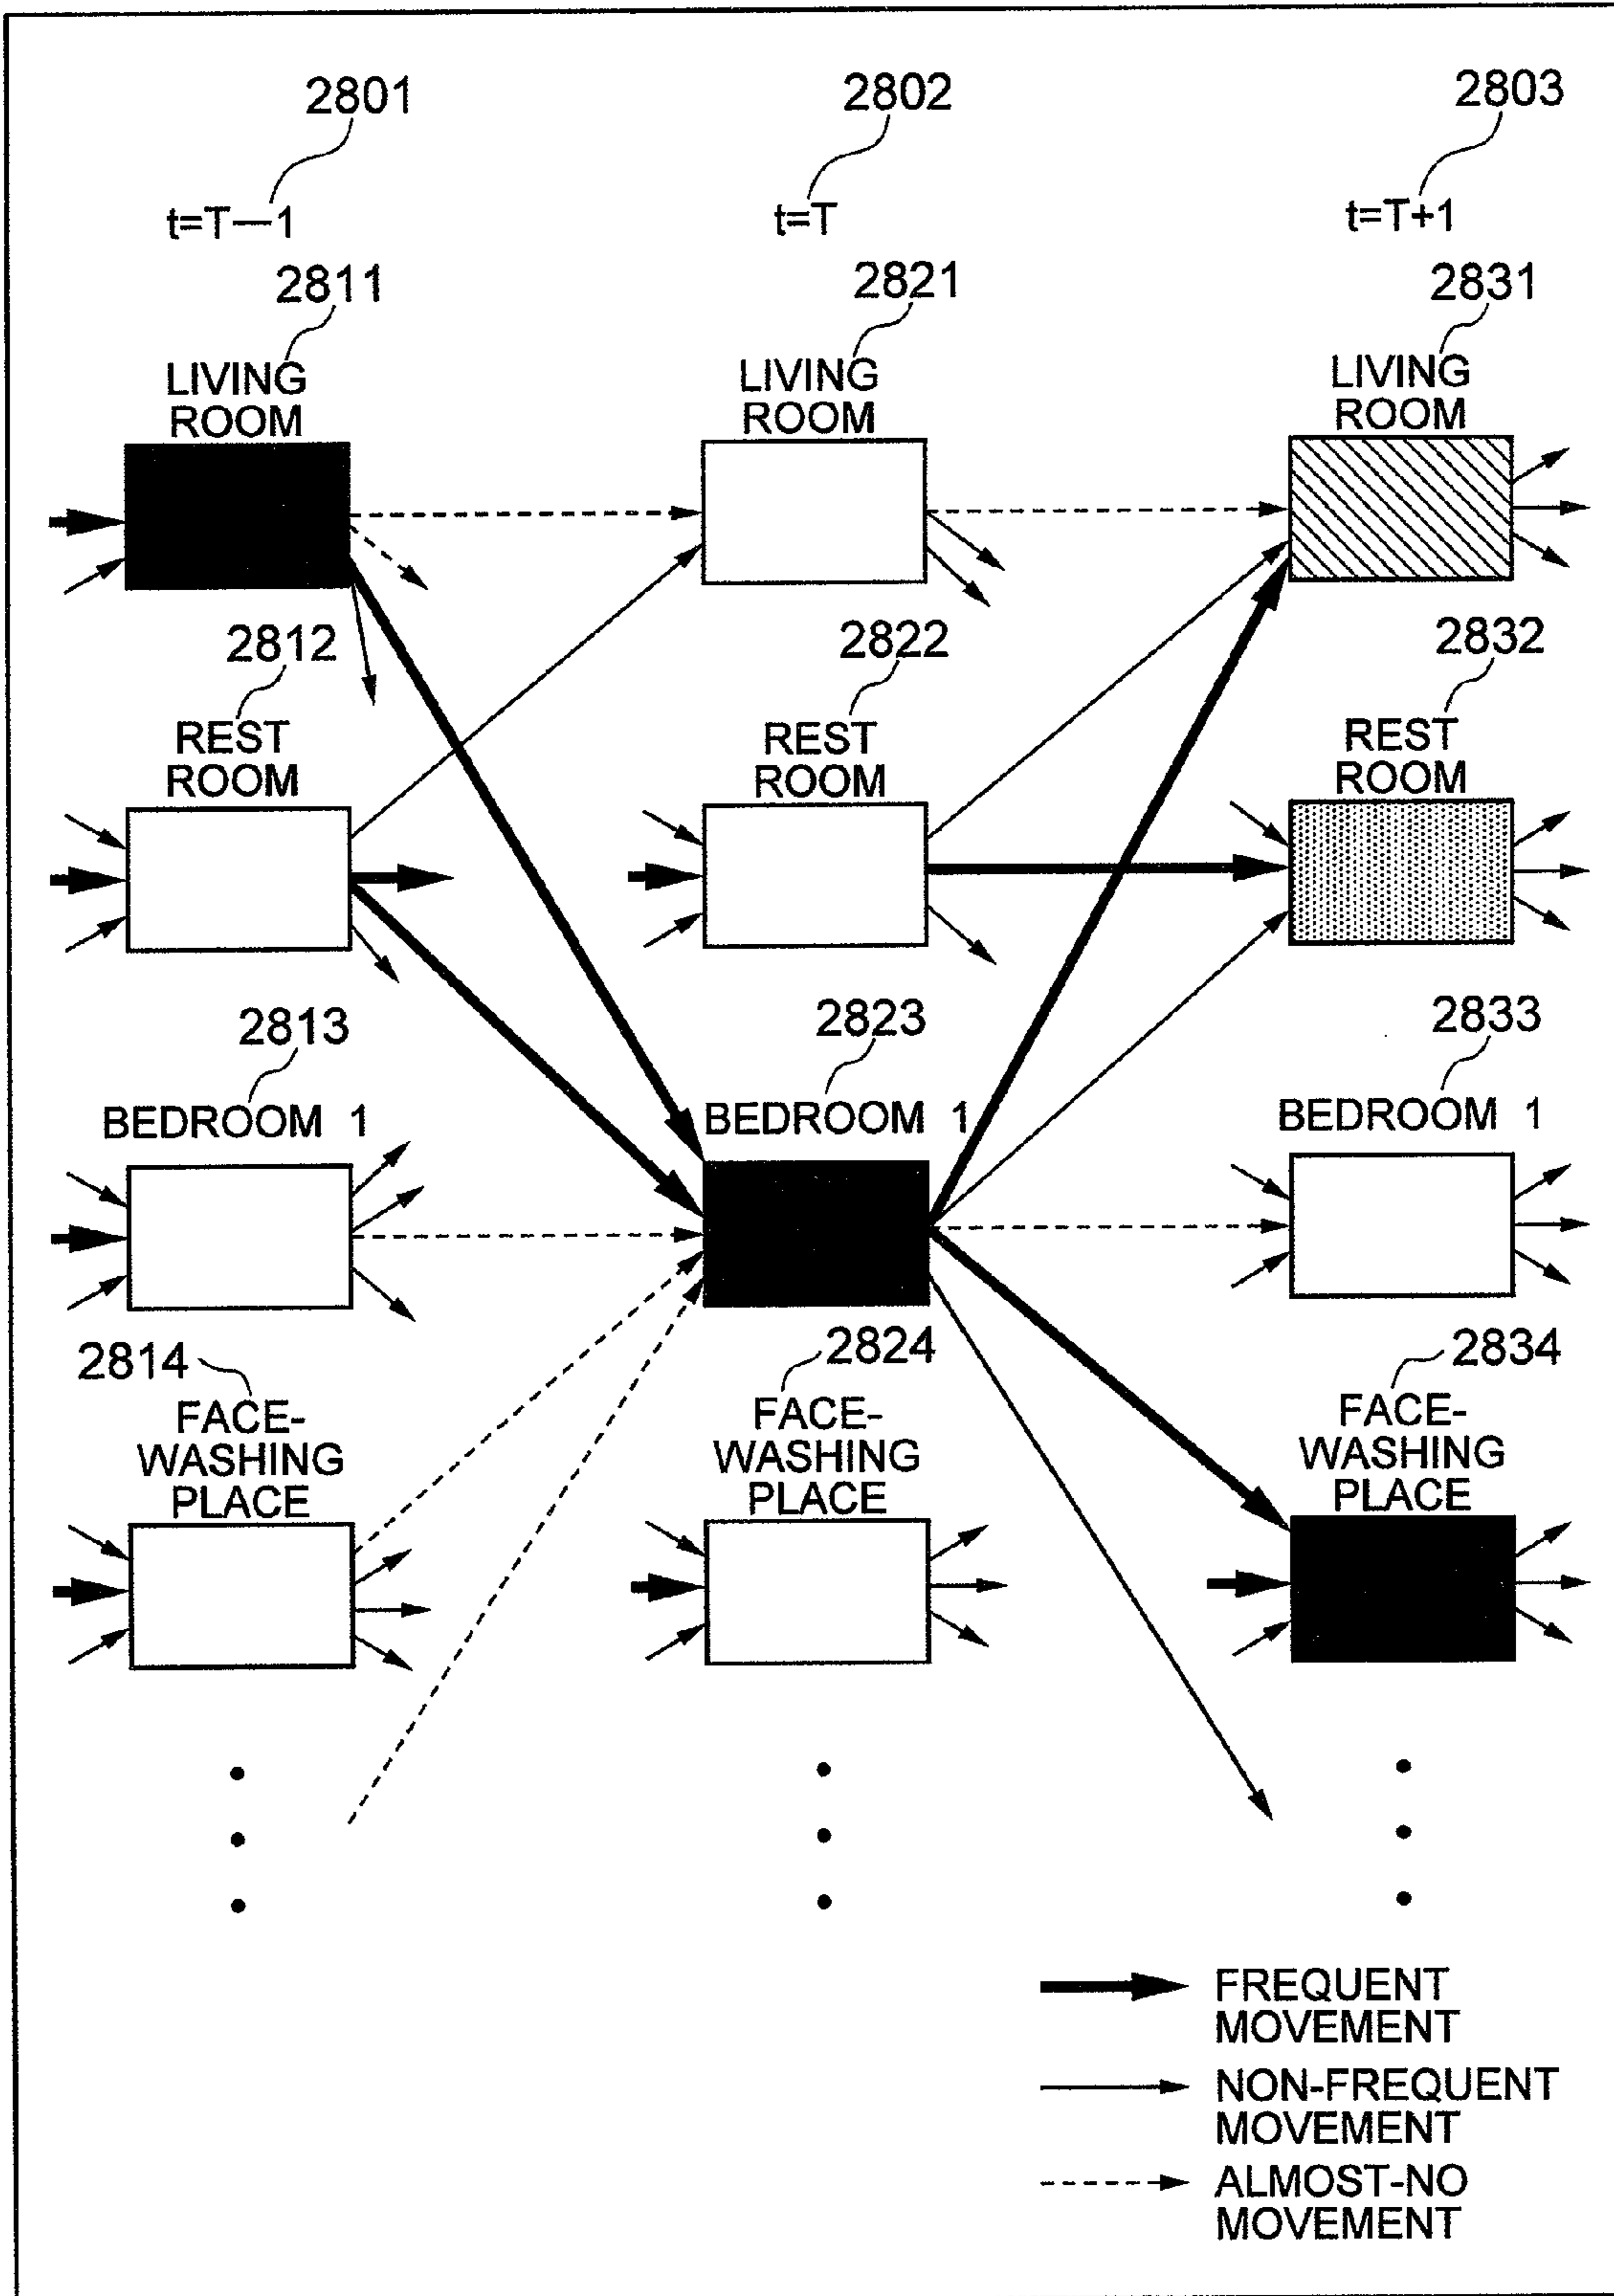 2801
2802
2803
t=T—1
t=T
t=T+1
2811
2821
2831
LIVING
ROOM
LIVING
ROOM
LIVING
ROOM
2812
2822
2832
REST
ROOM
REST
ROOM
REST
ROOM
2813
2823
2833
BEDROOM 1
BEDROOM 1
BEDROOM 1
2814
2824
2834
FACE-
WASHING
PLACE
FACE-
WASHING
PLACE
FACE-
WASHING
PLACE
FREQUENT
MOVEMENT
NON-FREQUENT
MOVEMENT
ALMOST-NO
MOVEMENT